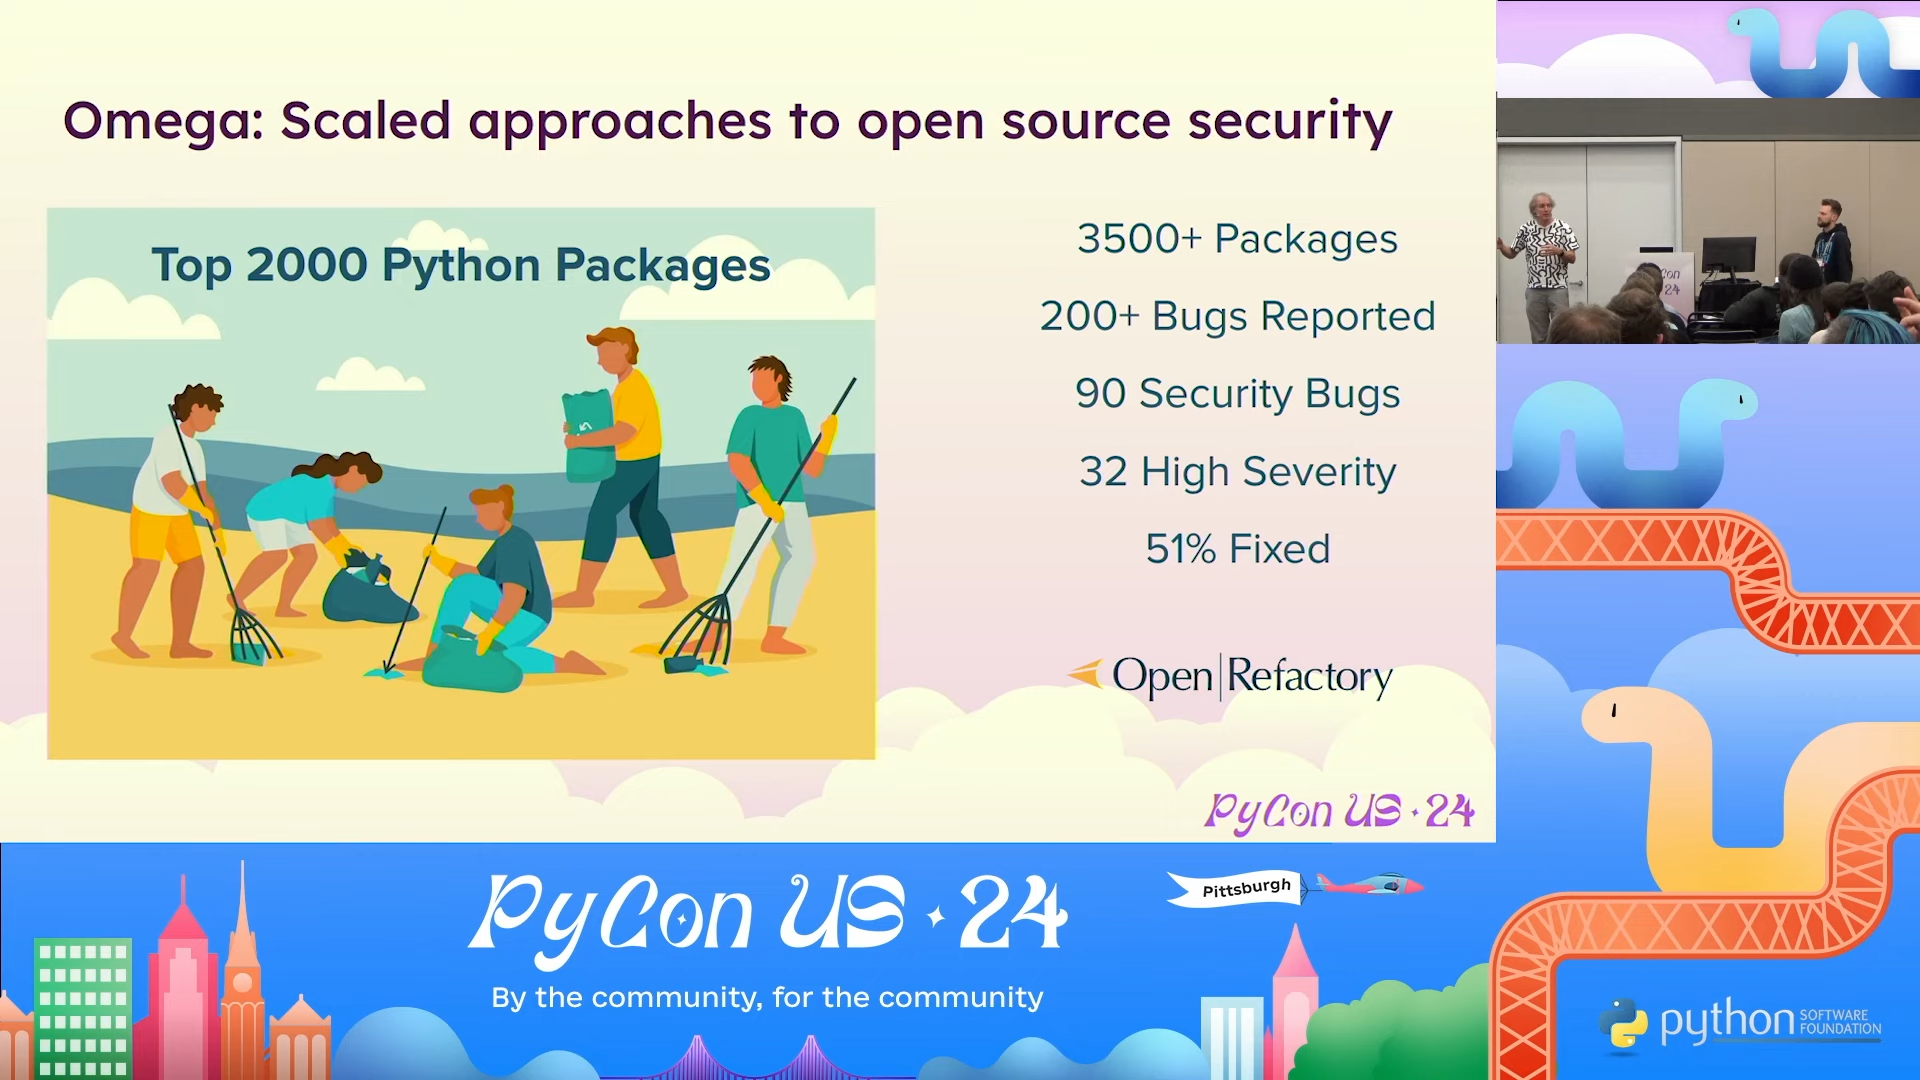 Omega: Scaled approaches to open source security
Top 2000 Python Packages
3500+ Packages
200+ Bugs Reported
90 Security Bugs
32 High Severity
51% Fixed
Open|Refactory
PyCon US 24
Con
24
PyCon US 24
By the community, for the community
Pittsburgh
python SOFTWARE
FOUNDATION